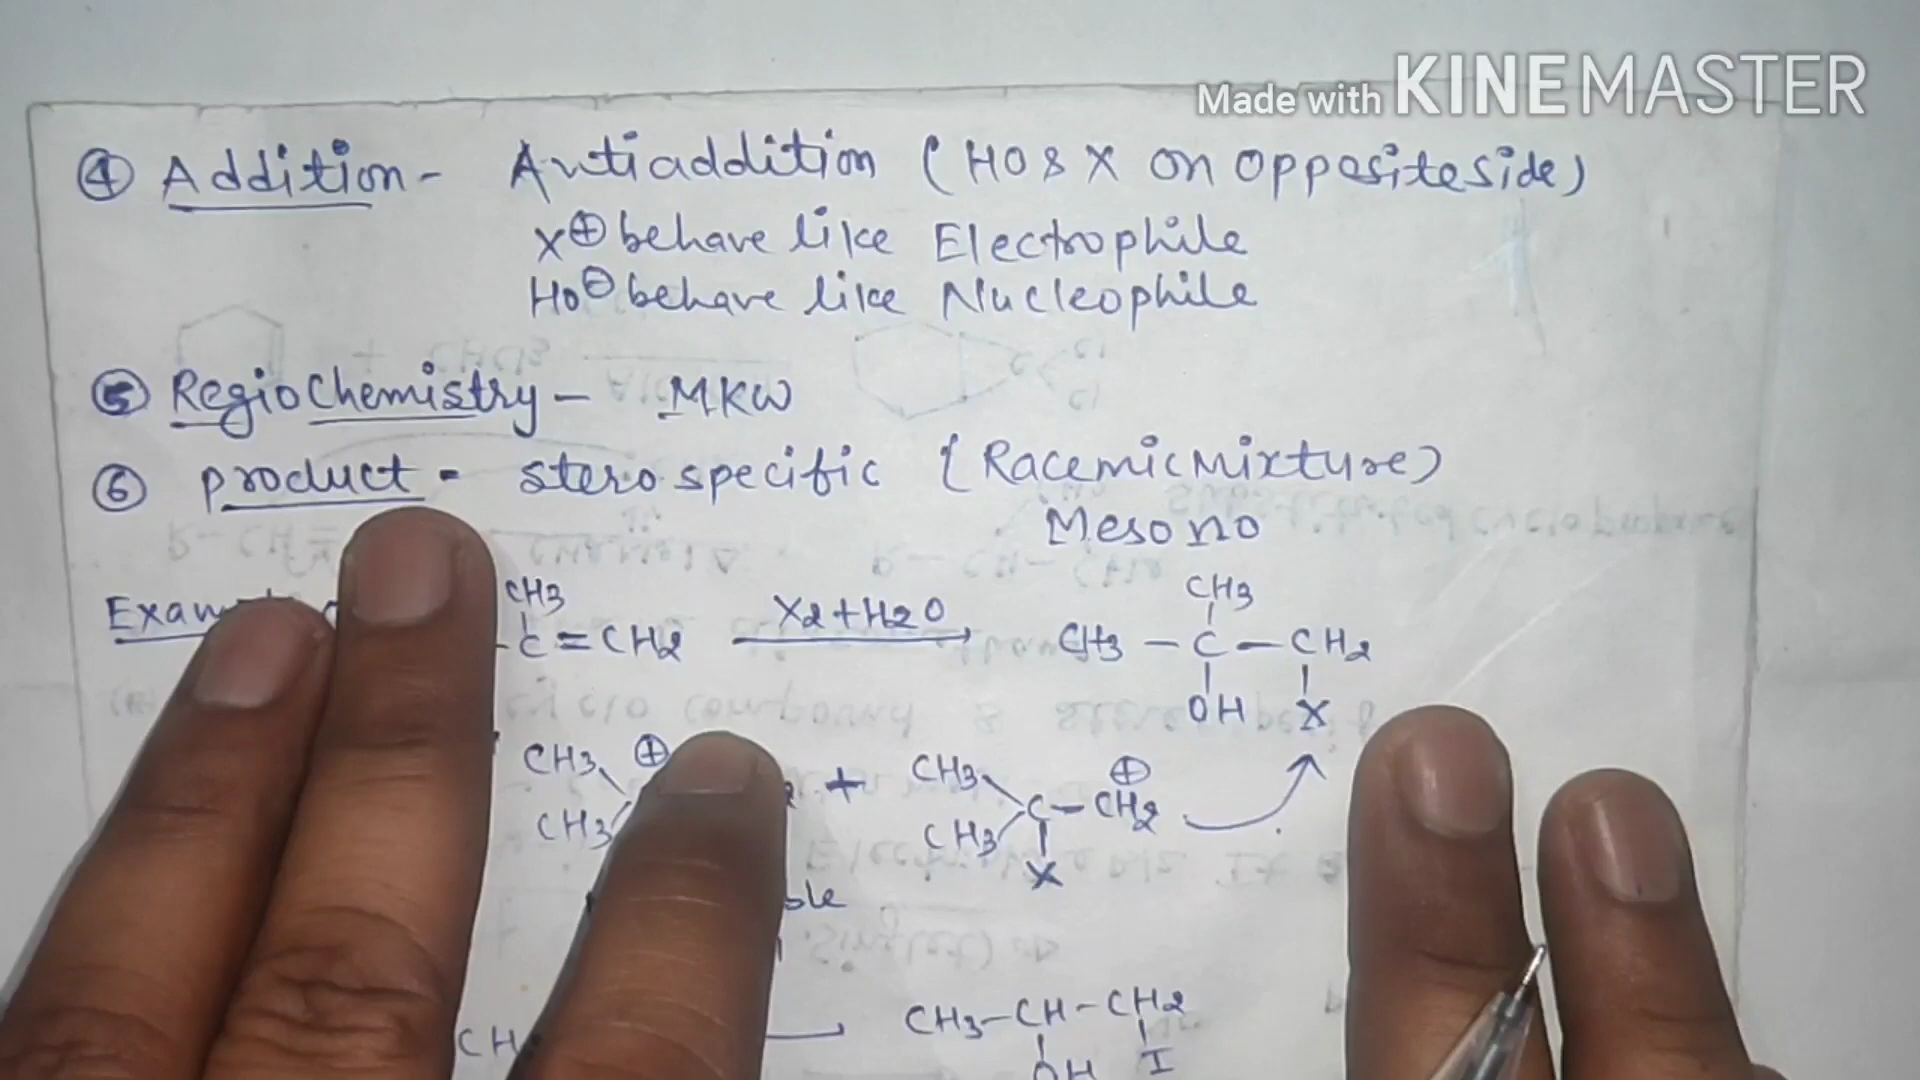 Made with KINEMASTER
④ Addition - Antiaddition (HO & X on opposite side)
X⊕ behave like Electrophile
HO⊖ behave like Nucleophile
⑤ RegioChemistry - MKW
⑥ product - stero specific {Racemic Mixture)
Meso no
CH3 CH3
C=CH2 X2+H2O CH3 - C - CH2
OH X
CH3 ⊕ + CH3 C-CH2 ⊕
CH3 CH3
X
CH3-CH-CH2
OH I